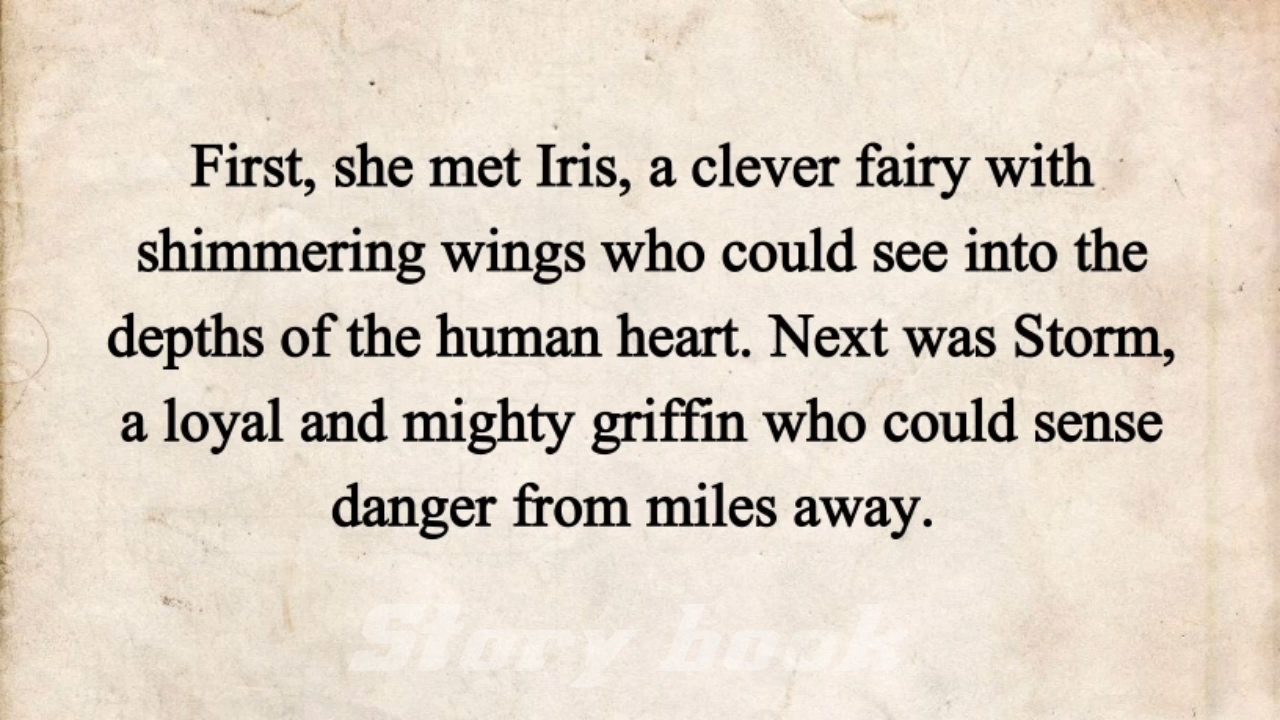 First, she met Iris, a clever fairy with
shimmering wings who could see into the
depths of the human heart. Next was Storm,
a loyal and mighty griffin who could sense
danger from miles away.
Story book